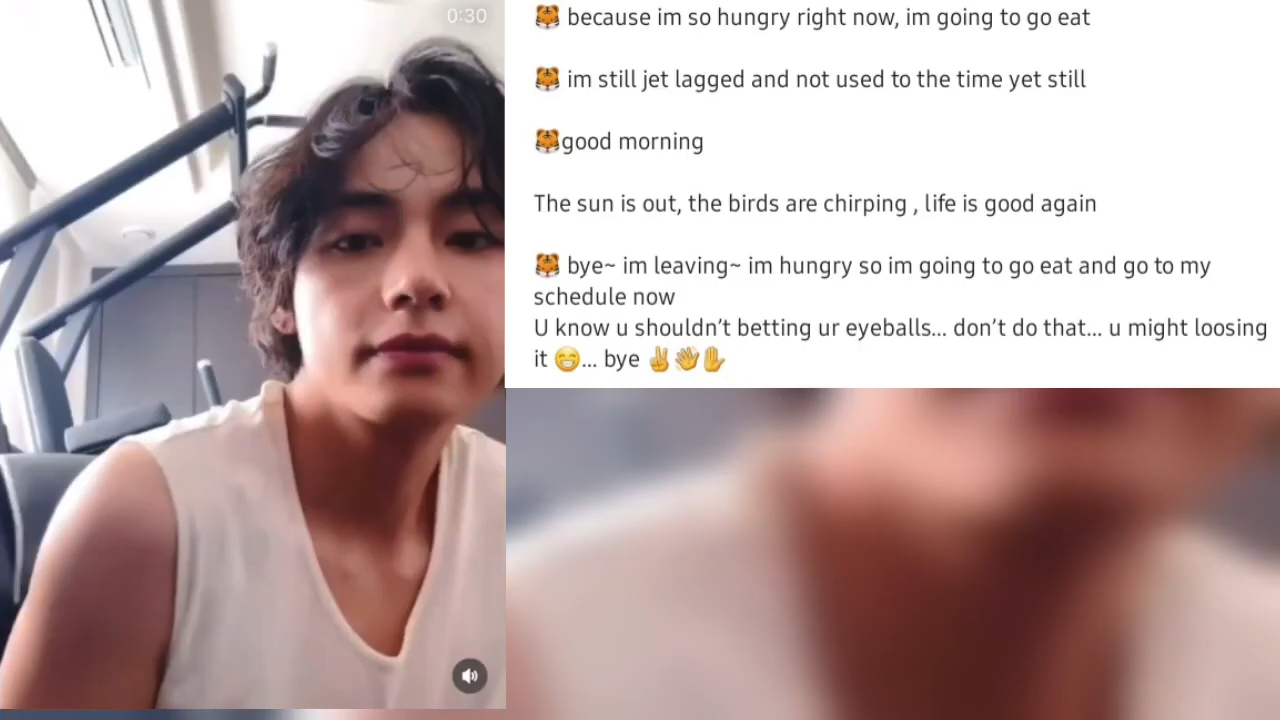 0:30
🐯 because im so hungry right now, im going to go eat
🐯 im still jet lagged and not used to the time yet still
🐯good morning
The sun is out, the birds are chirping , life is good again
🐯 bye~ im leaving~ im hungry so im going to go eat and go to my
schedule now
U know u shouldn't betting ur eyeballs... don't do that... u might loosing
it 😁... bye ✌️👋✋